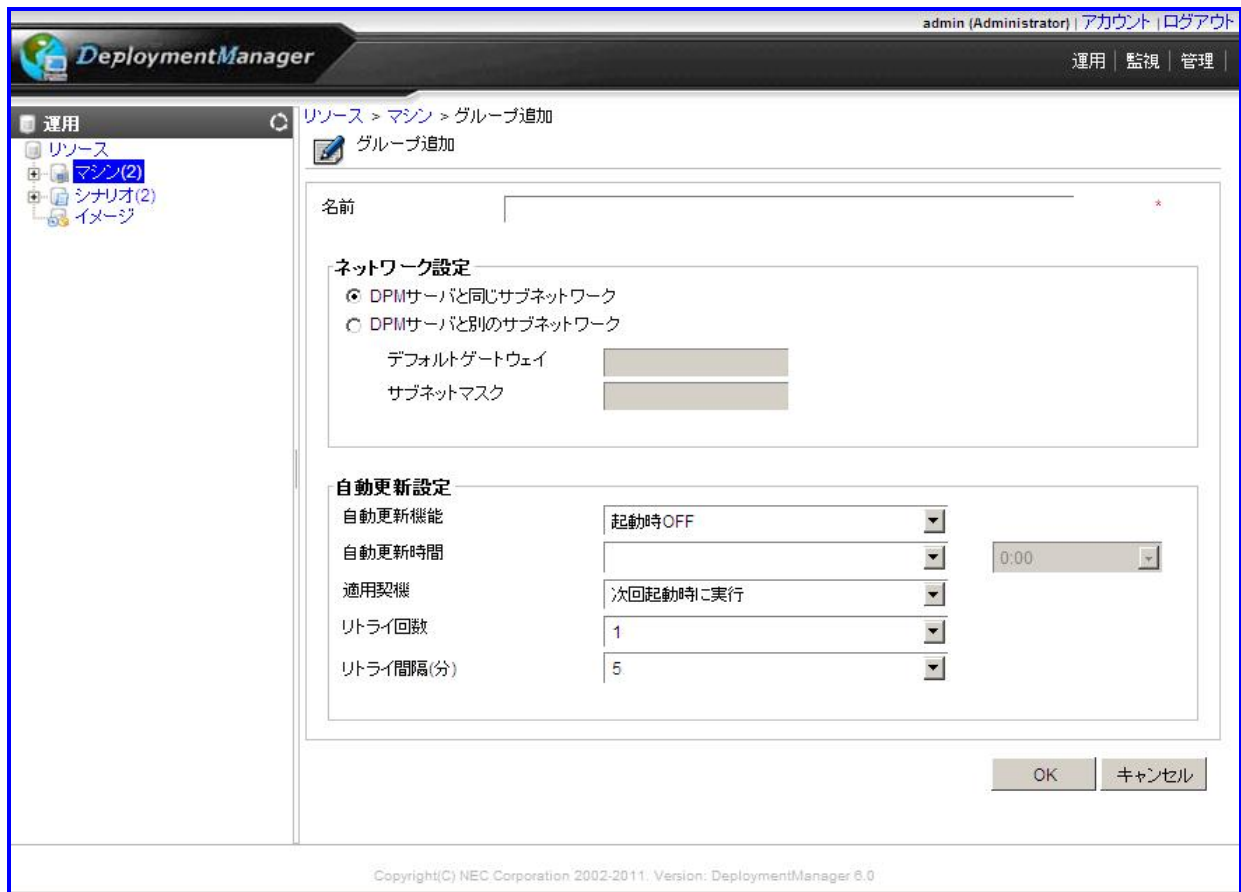 admin (Administrator) | アカウント | ログアウト
DeploymentManager
運用 | 監視 | 管理 |
運用
リソース
マシン(2)
シナリオ(2)
イメージ
リソース > マシン > グループ追加
グループ追加
名前 *
ネットワーク設定
DPMサーバと同じサブネットワーク
DPMサーバと別のサブネットワーク
デフォルトゲートウェイ
サブネットマスク
自動更新設定
自動更新機能 起動時OFF
自動更新時間 0:00
適用契機 次回起動時に実行
リトライ回数 1
リトライ間隔(分) 5
OK キャンセル
Copyright(C) NEC Corporation 2002-2011. Version: DeploymentManager 6.0